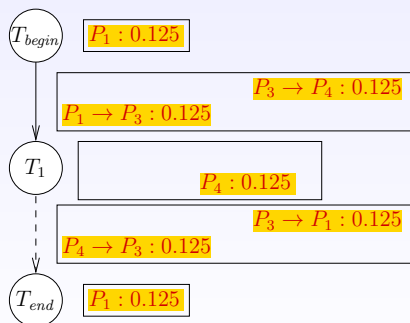 T_begin
P_1 : 0.125
P_3 → P_4 : 0.125
P_1 → P_3 : 0.125
T_1
P_4 : 0.125
P_3 → P_1 : 0.125
P_4 → P_3 : 0.125
T_end
P_1 : 0.125